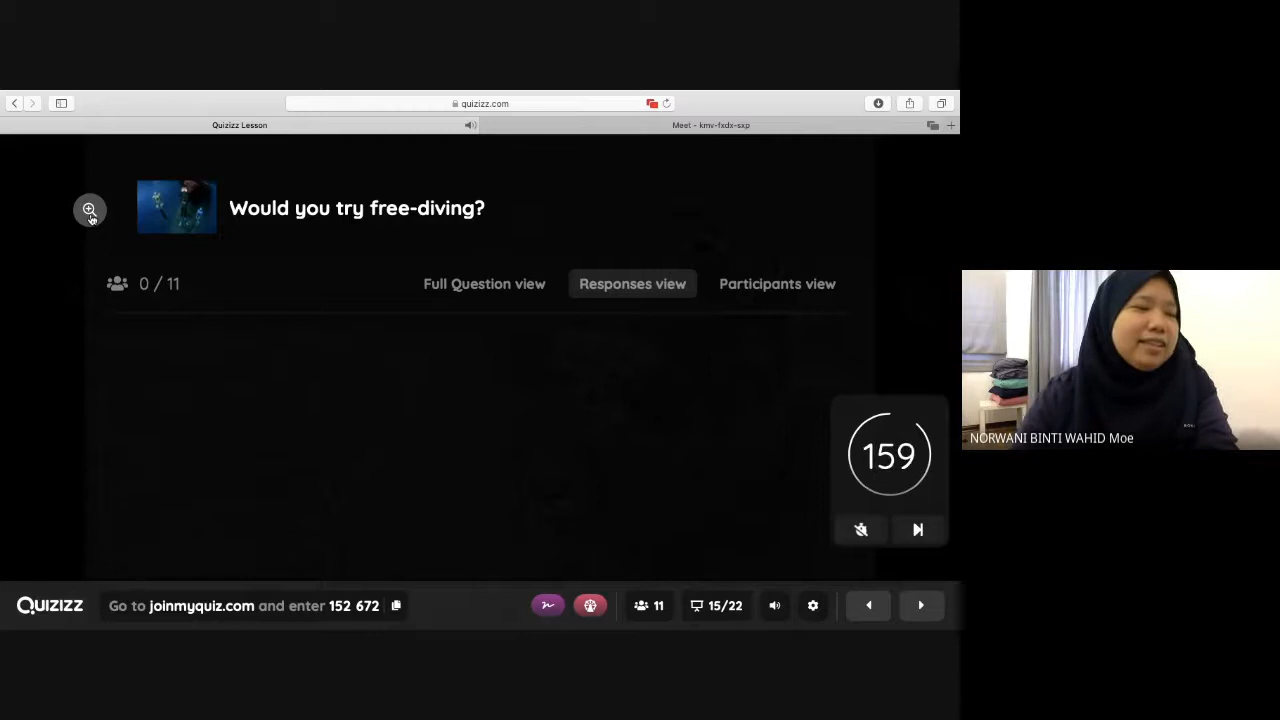 quizizz.com
Quizizz Lesson
Meet - kmv-fxdx-sxp
Would you try free-diving?
0 / 11
Full Question view
Responses view
Participants view
159
NORWANI BINTI WAHID Moe
QUIZIZZ
Go to joinmyquiz.com and enter 152 672
11
15/22